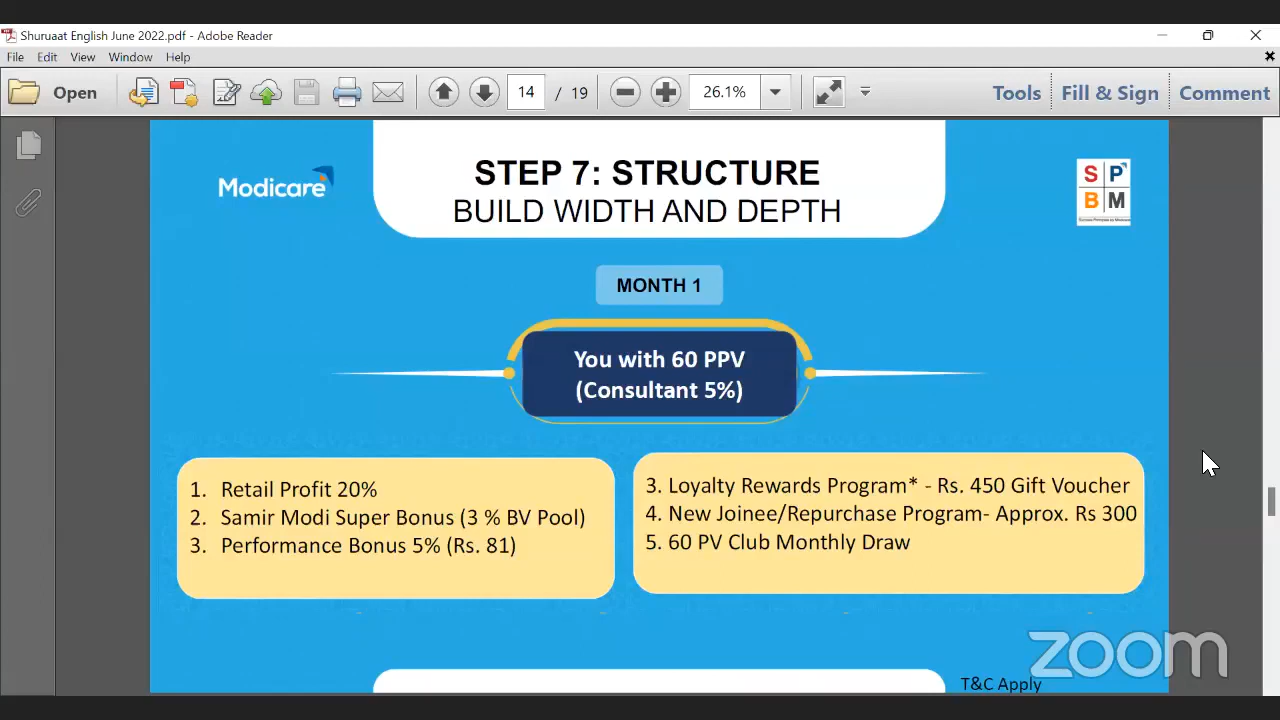 Shuruaat English June 2022.pdf - Adobe Reader
File Edit View Window Help
Open 14 / 19 26.1% Tools Fill & Sign Comment
STEP 7: STRUCTURE
BUILD WIDTH AND DEPTH
Modicare
S P
B M
MONTH 1
You with 60 PPV
(Consultant 5%)
1. Retail Profit 20%
2. Samir Modi Super Bonus (3 % BV Pool)
3. Performance Bonus 5% (Rs. 81)
3. Loyalty Rewards Program* - Rs. 450 Gift Voucher
4. New Joinee/Repurchase Program- Approx. Rs 300
5. 60 PV Club Monthly Draw
zoom
T&C Apply